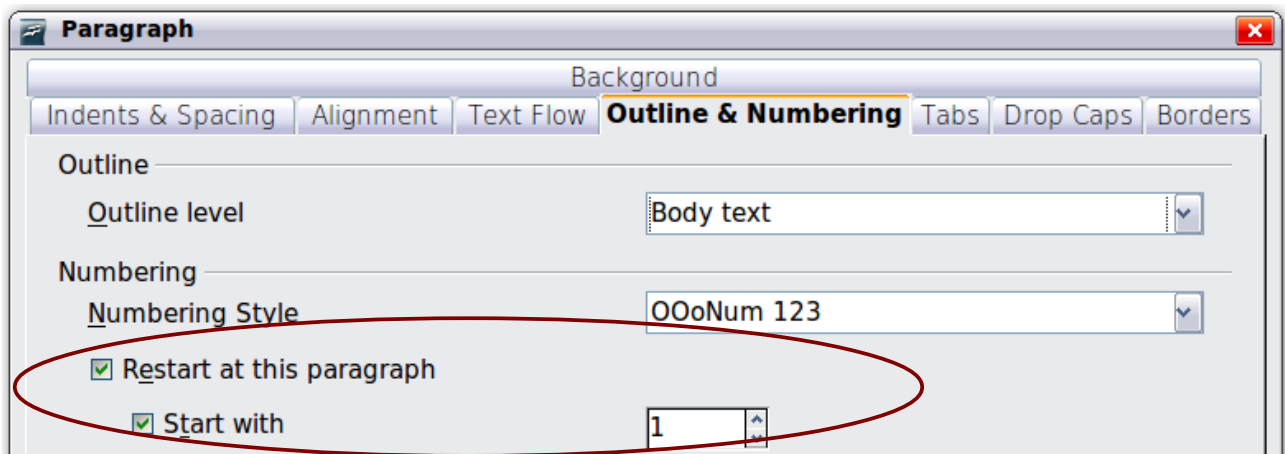 Paragraph
Background
Indents & Spacing Alignment Text Flow Outline & Numbering Tabs Drop Caps Borders
Outline
Outline level Body text
Numbering
Numbering Style OOoNum 123
Restart at this paragraph
Start with 1